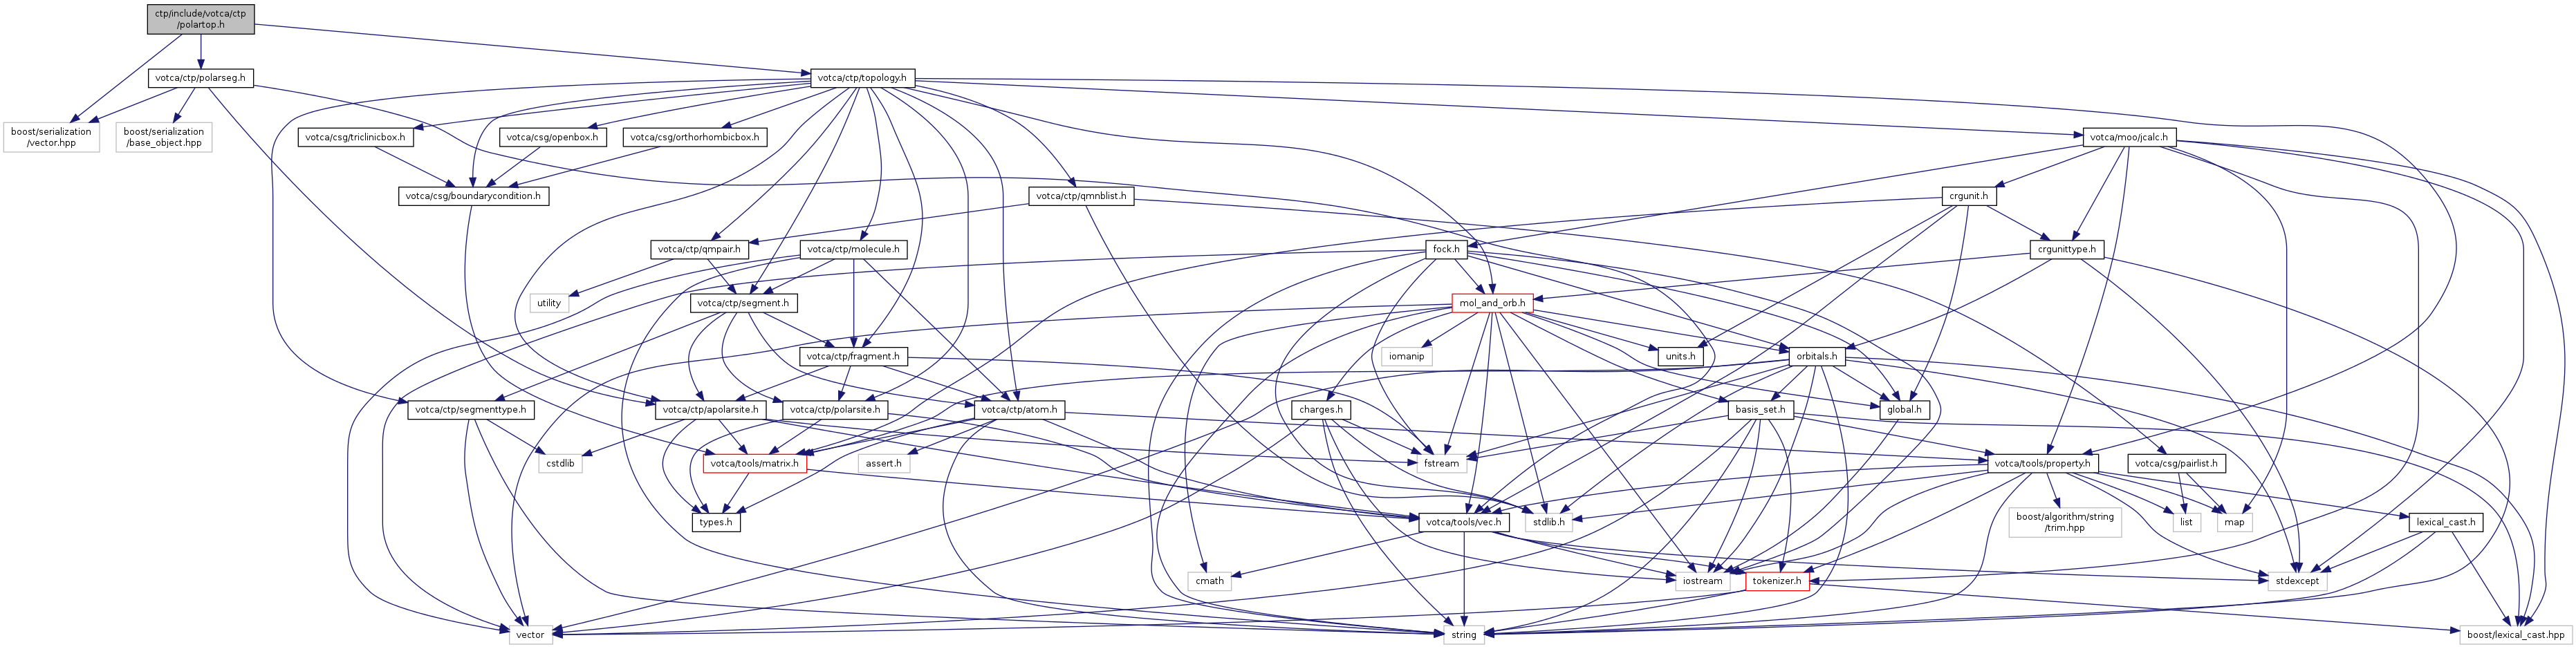 ctp/include/votca/ctp
/polartop.h
votca/ctp/polarseg.h
votca/ctp/topology.h
boost/serialization
/vector.hpp
boost/serialization
/base_object.hpp
votca/csg/triclinicbox.h
votca/csg/openbox.h
votca/csg/orthorhombicbox.h
votca/moo/jcalc.h
votca/csg/boundarycondition.h
votca/ctp/qmnblist.h
crgunit.h
votca/ctp/qmpair.h
votca/ctp/molecule.h
fock.h
crgunittype.h
utility
votca/ctp/segment.h
mol_and_orb.h
votca/ctp/fragment.h
iomanip
units.h
orbitals.h
votca/ctp/segmenttype.h
votca/ctp/apolarsite.h
votca/ctp/polarsite.h
votca/ctp/atom.h
charges.h
basis_set.h
global.h
cstdlib
votca/tools/matrix.h
assert.h
fstream
votca/tools/property.h
votca/csg/pairlist.h
types.h
votca/tools/vec.h
stdlib.h
boost/algorithm/string
/trim.hpp
list
map
lexical_cast.h
cmath
iostream
tokenizer.h
stdexcept
vector
string
boost/lexical_cast.hpp